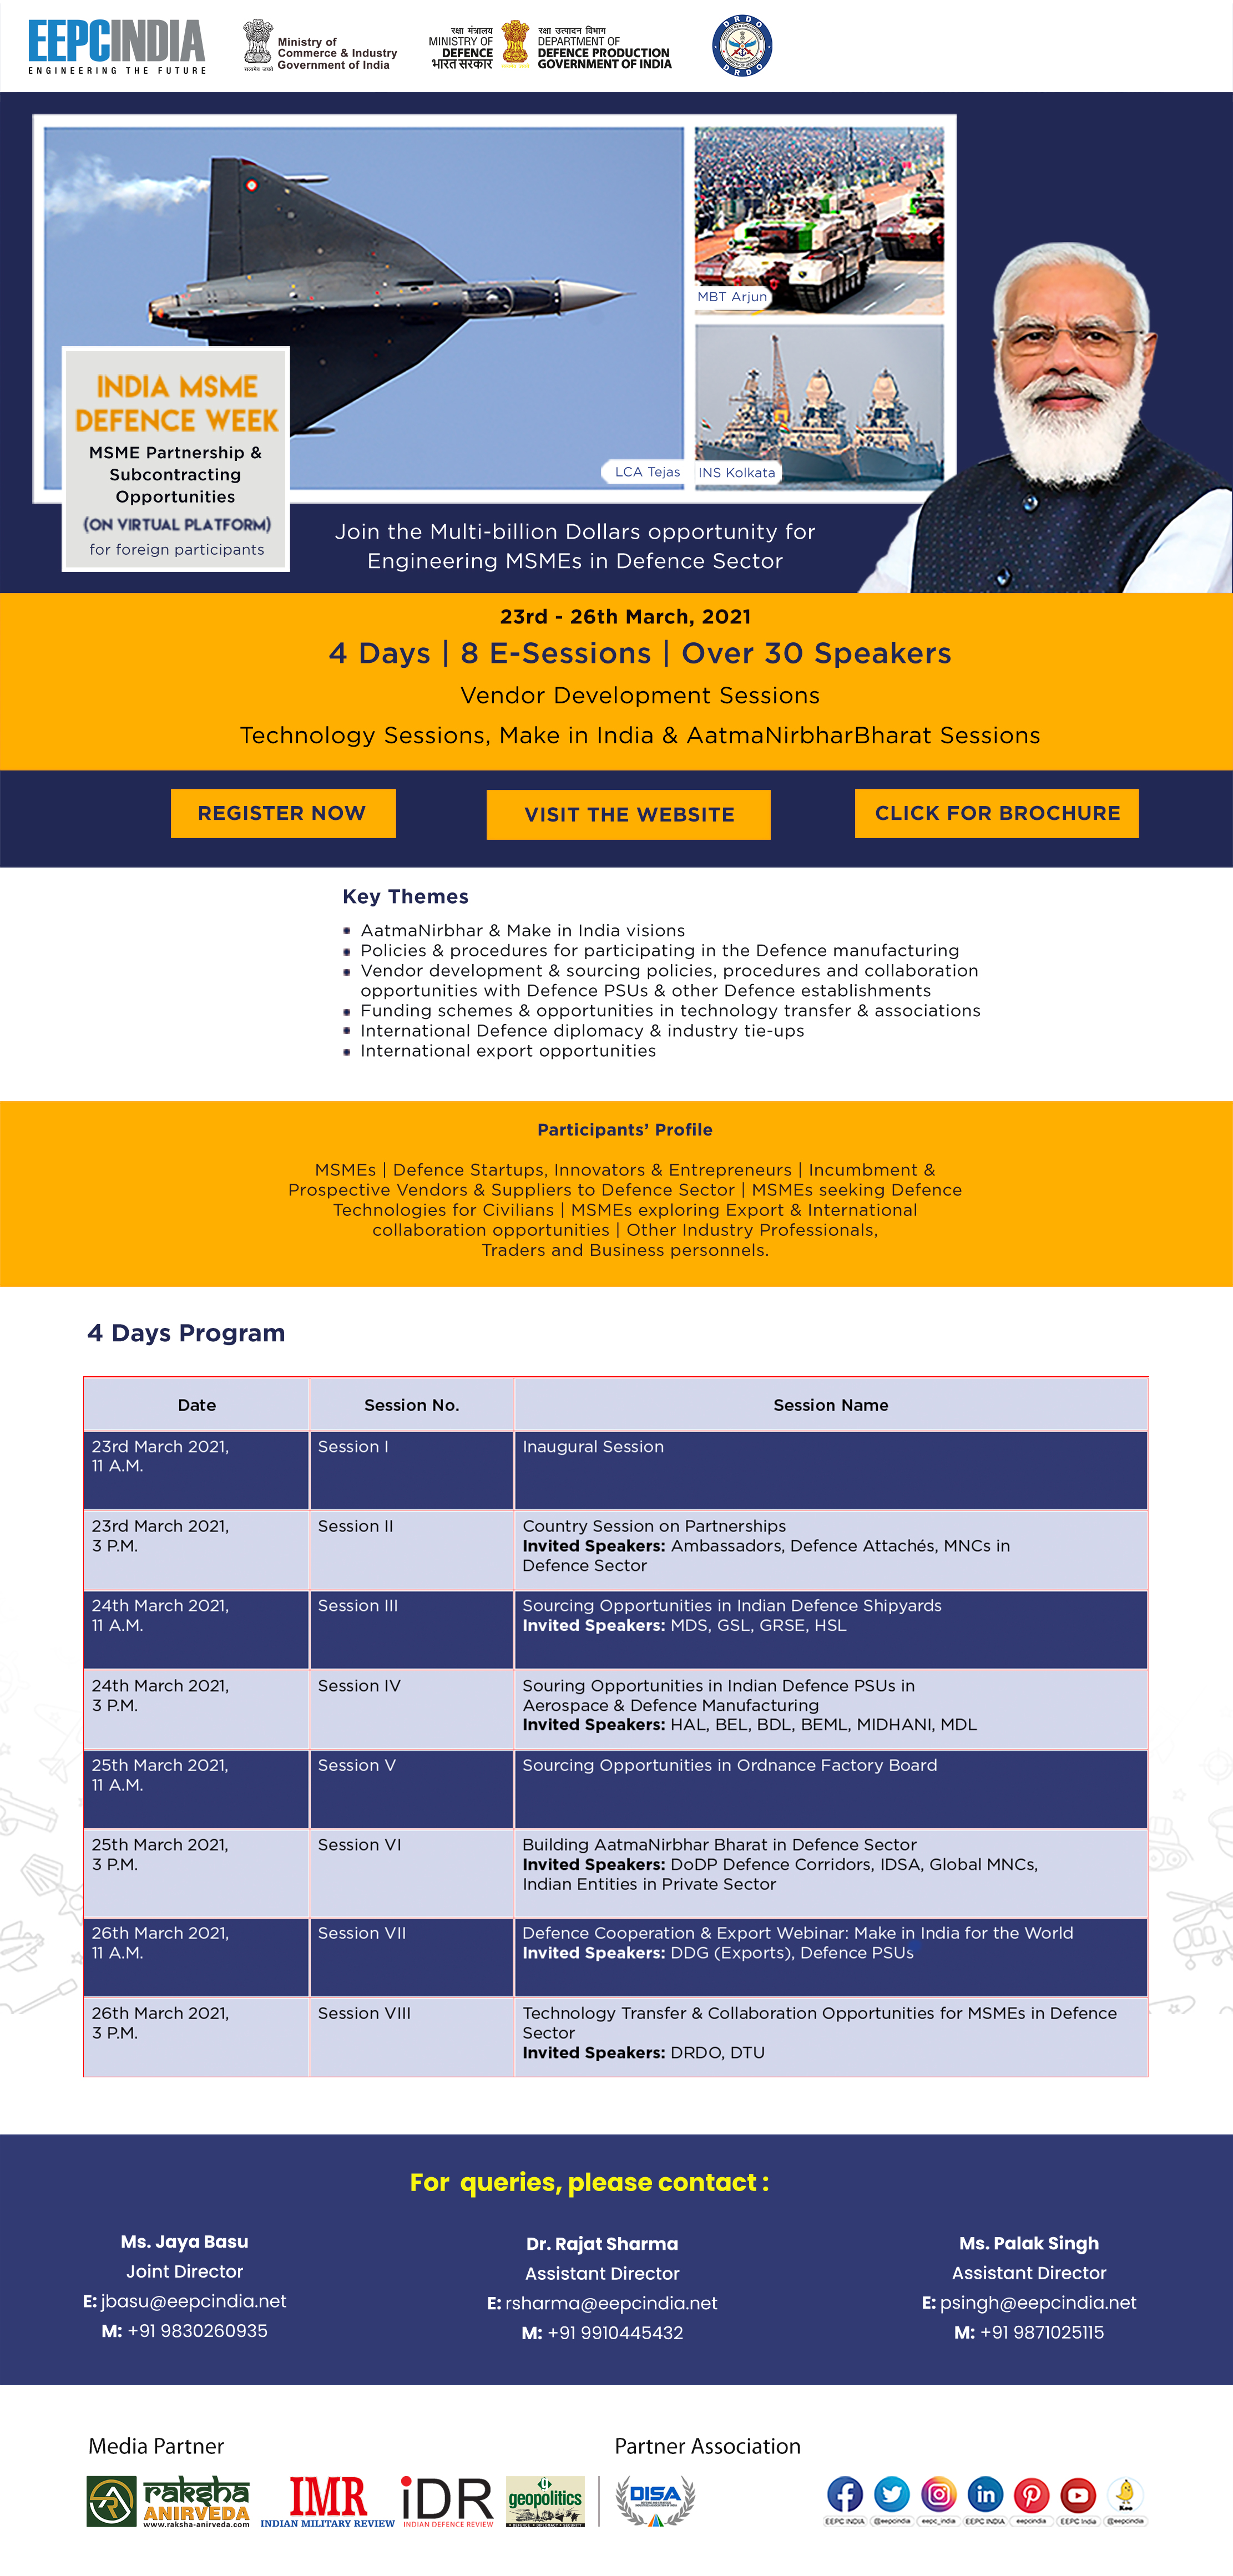 EEPCINDIA
ENGINEERING THE FUTURE
सत्यमेव जयते
Ministry of
Commerce & Industry
Government of India
रक्षा मंत्रालय
MINISTRY OF
DEFENCE
भारत सरकार
रक्षा उत्पादन विभाग
DEPARTMENT OF
DEFENCE PRODUCTION
GOVERNMENT OF INDIA
DRDO
DRDO
MBT Arjun
LCA Tejas
INS Kolkata
INDIA MSME
DEFENCE WEEK
MSME Partnership &
Subcontracting
Opportunities
(ON VIRTUAL PLATFORM)
for foreign participants
Join the Multi-billion Dollars opportunity for
Engineering MSMEs in Defence Sector
23rd - 26th March, 2021
4 Days | 8 E-Sessions | Over 30 Speakers
Vendor Development Sessions
Technology Sessions, Make in India & AatmaNirbharBharat Sessions
REGISTER NOW
VISIT THE WEBSITE
CLICK FOR BROCHURE
Key Themes
AatmaNirbhar & Make in India visions
Policies & procedures for participating in the Defence manufacturing
Vendor development & sourcing policies, procedures and collaboration
opportunities with Defence PSUs & other Defence establishments
Funding schemes & opportunities in technology transfer & associations
International Defence diplomacy & industry tie-ups
International export opportunities
Participants' Profile
MSMEs | Defence Startups, Innovators & Entrepreneurs | Incumbment &
Prospective Vendors & Suppliers to Defence Sector | MSMEs seeking Defence
Technologies for Civilians | MSMEs exploring Export & International
collaboration opportunities | Other Industry Professionals,
Traders and Business personnels.
4 Days Program
Date Session No. Session Name
23rd March 2021, Session I Inaugural Session
11 A.M.
23rd March 2021, Session II Country Session on Partnerships
3 P.M. Invited Speakers: Ambassadors, Defence Attachés, MNCs in
Defence Sector
24th March 2021, Session III Sourcing Opportunities in Indian Defence Shipyards
11 A.M. Invited Speakers: MDS, GSL, GRSE, HSL
24th March 2021, Session IV Souring Opportunities in Indian Defence PSUs in
3 P.M. Aerospace & Defence Manufacturing
Invited Speakers: HAL, BEL, BDL, BEML, MIDHANI, MDL
25th March 2021, Session V Sourcing Opportunities in Ordnance Factory Board
11 A.M.
25th March 2021, Session VI Building AatmaNirbhar Bharat in Defence Sector
3 P.M. Invited Speakers: DoDP Defence Corridors, IDSA, Global MNCs,
Indian Entities in Private Sector
26th March 2021, Session VII Defence Cooperation & Export Webinar: Make in India for the World
11 A.M. Invited Speakers: DDG (Exports), Defence PSUs
26th March 2021, Session VIII Technology Transfer & Collaboration Opportunities for MSMEs in Defence
3 P.M. Sector
Invited Speakers: DRDO, DTU
For queries, please contact :
Ms. Jaya Basu
Joint Director
E: jbasu@eepcindia.net
M: +91 9830260935
Dr. Rajat Sharma
Assistant Director
E: rsharma@eepcindia.net
M: +91 9910445432
Ms. Palak Singh
Assistant Director
E: psingh@eepcindia.net
M: +91 9871025115
Media Partner
Partner Association
raksha
ANIRVEDA
www.raksha-anirveda.com
IMR
INDIAN MILITARY REVIEW
iDR
INDIAN DEFENCE REVIEW
g
geopolitics
DEFENCE • DIPLOMACY • SECURITY
DISA
Koo
EEPC INDIA @eepcindia eepc_india EEPC INDIA eepcindia EEPC India @eepcindia